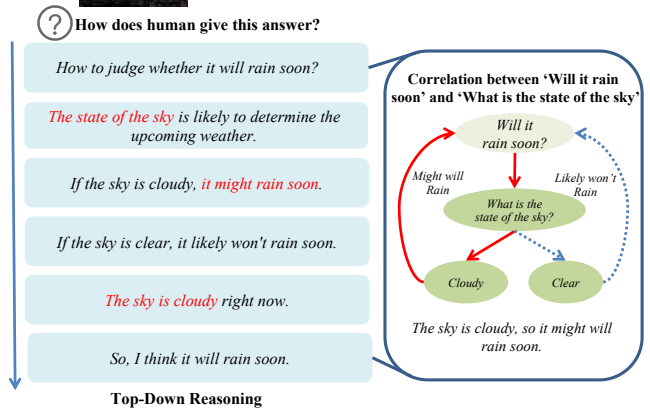 ? How does human give this answer?
How to judge whether it will rain soon?
The state of the sky is likely to determine the
upcoming weather.
If the sky is cloudy, it might rain soon.
If the sky is clear, it likely won't rain soon.
The sky is cloudy right now.
So, I think it will rain soon.
Top-Down Reasoning
Correlation between ‘Will it rain
soon’ and ‘What is the state of the sky’
Will it
rain soon?
Might will
Rain
Likely won’t
Rain
What is the
state of the sky?
Cloudy
Clear
The sky is cloudy, so it might will
rain soon.